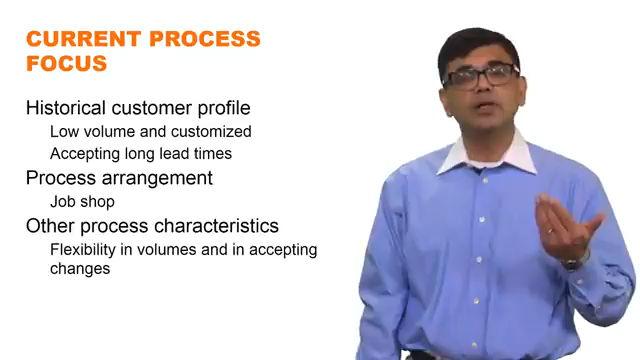 CURRENT PROCESS
FOCUS
Historical customer profile
Low volume and customized
Accepting long lead times
Process arrangement
Job shop
Other process characteristics
Flexibility in volumes and in accepting
changes